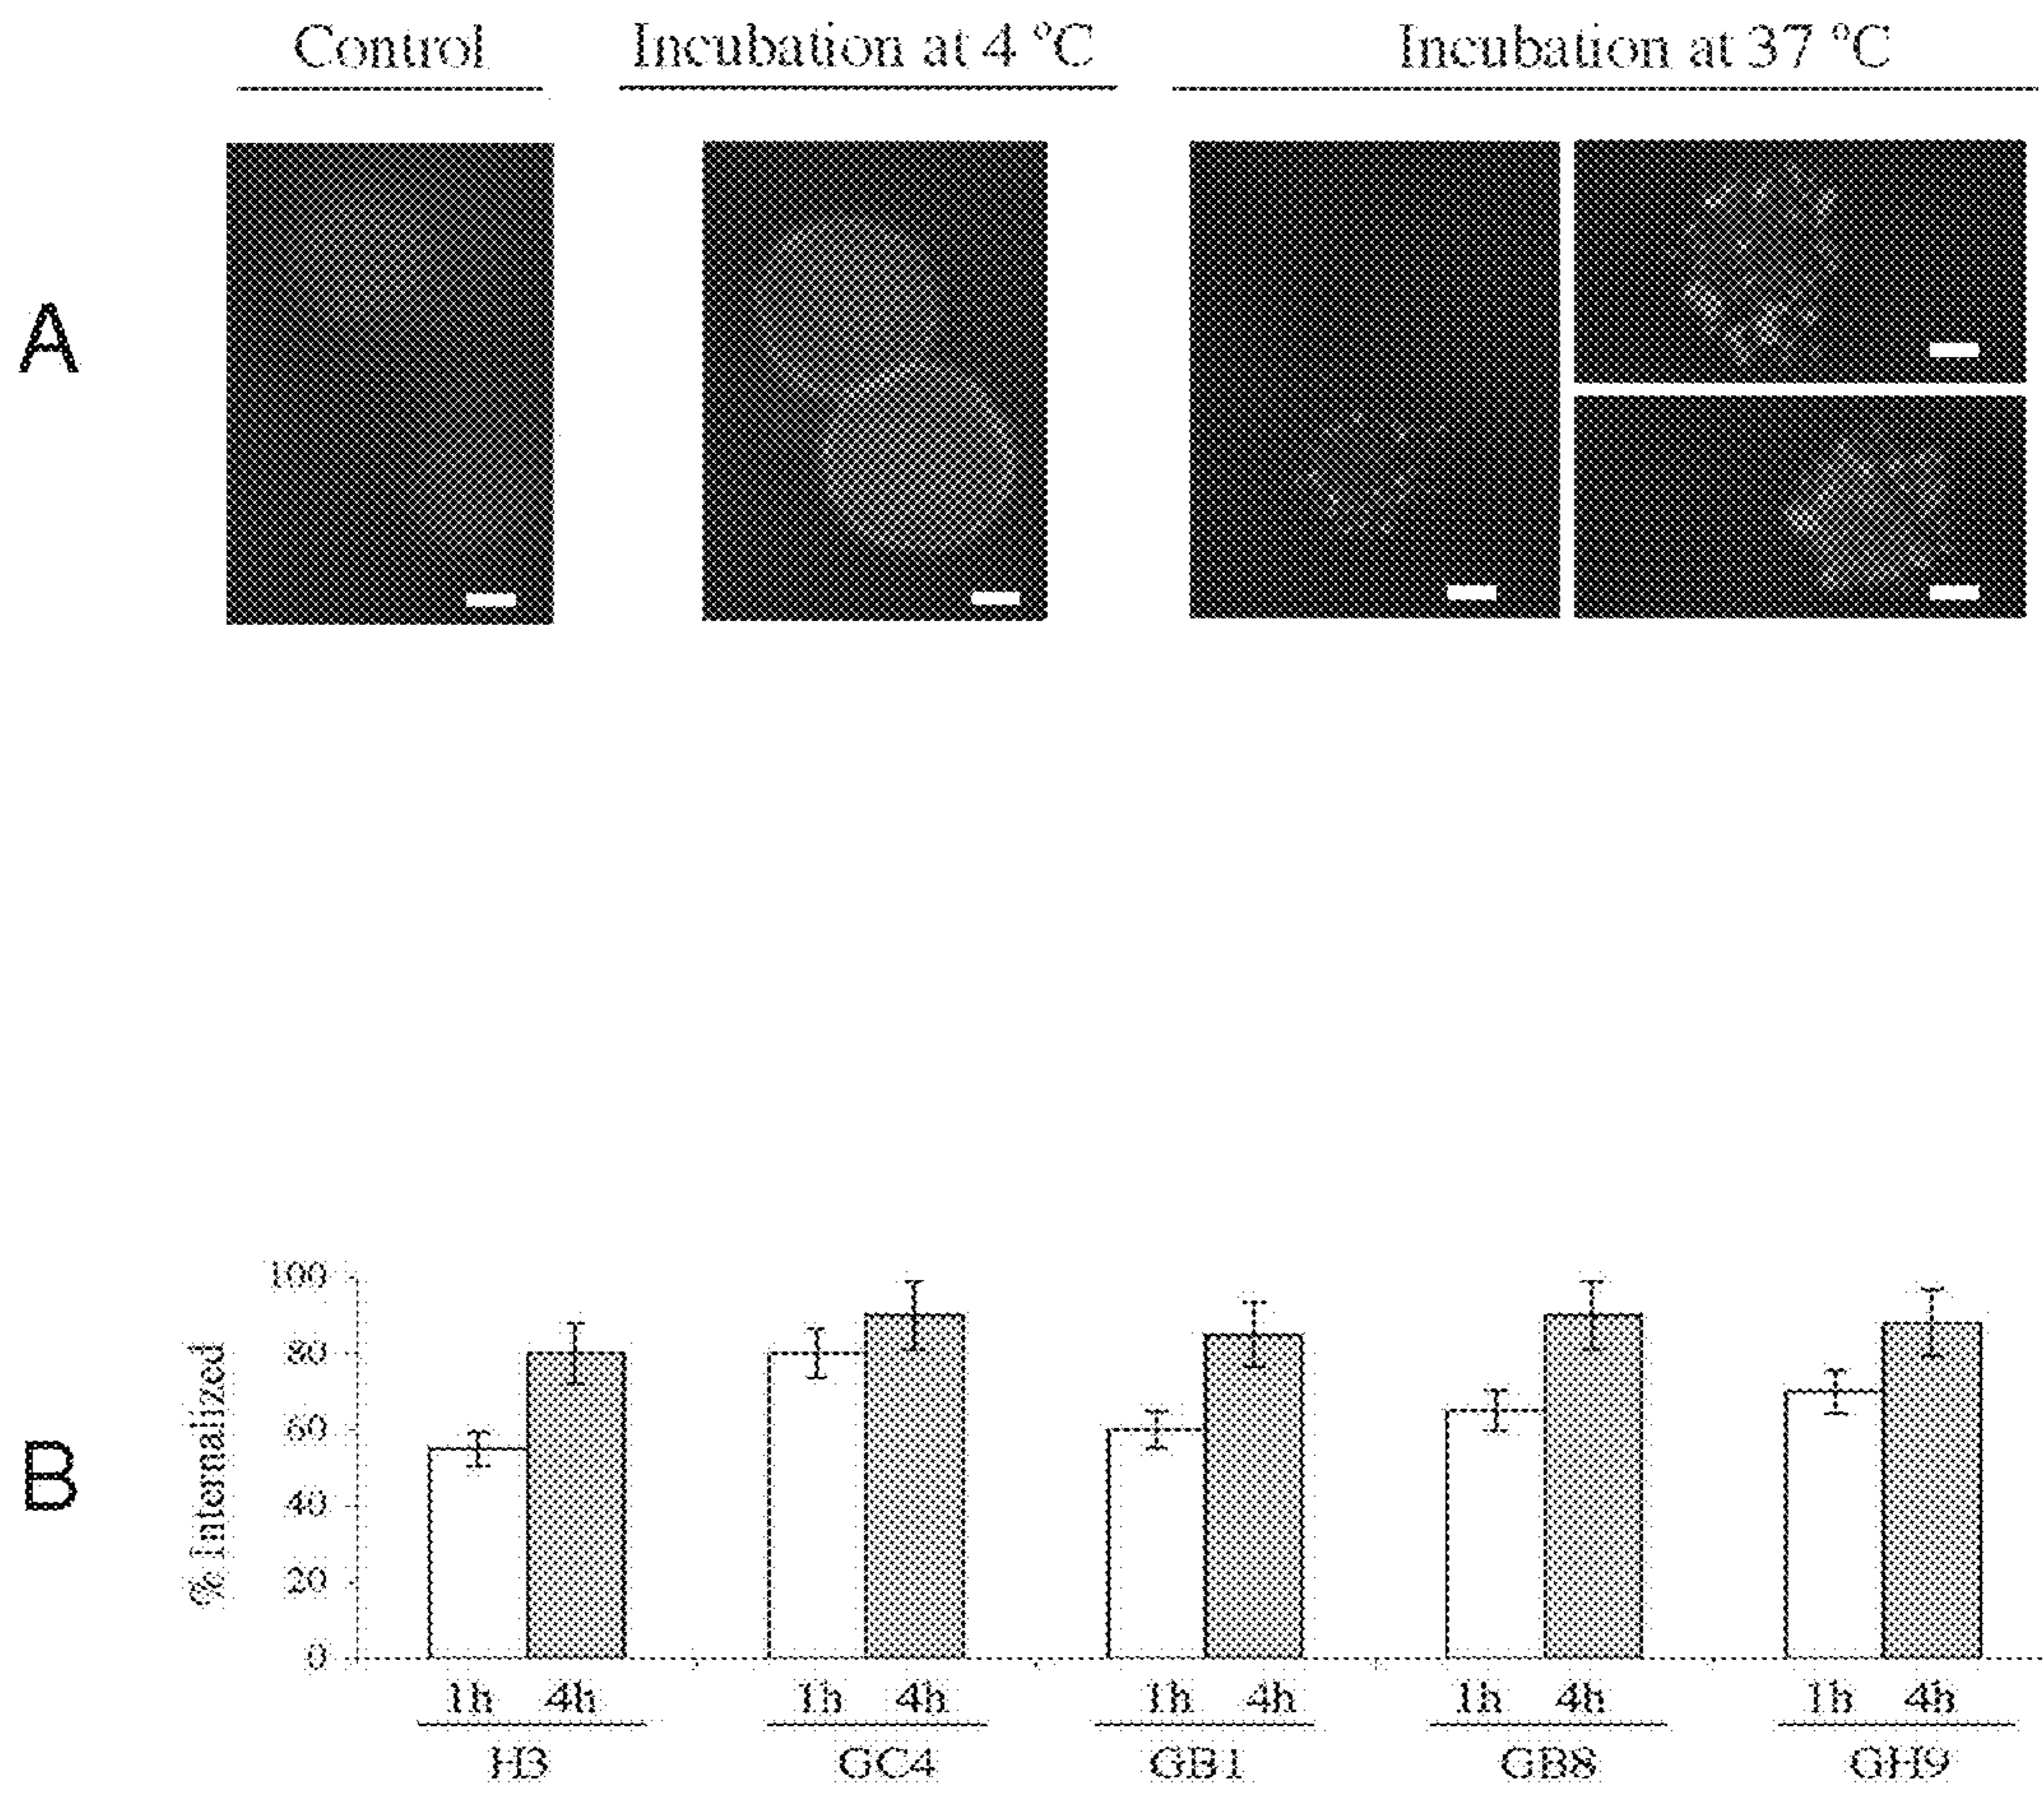 Control Incubation at 4 °C Incubation at 37 °C
A
B
% Internalized
100
80
60
40
20
0
1h 4h 1h 4h 1h 4h 1h 4h 1h 4h
H3 GC4 GB1 GB8 GH9